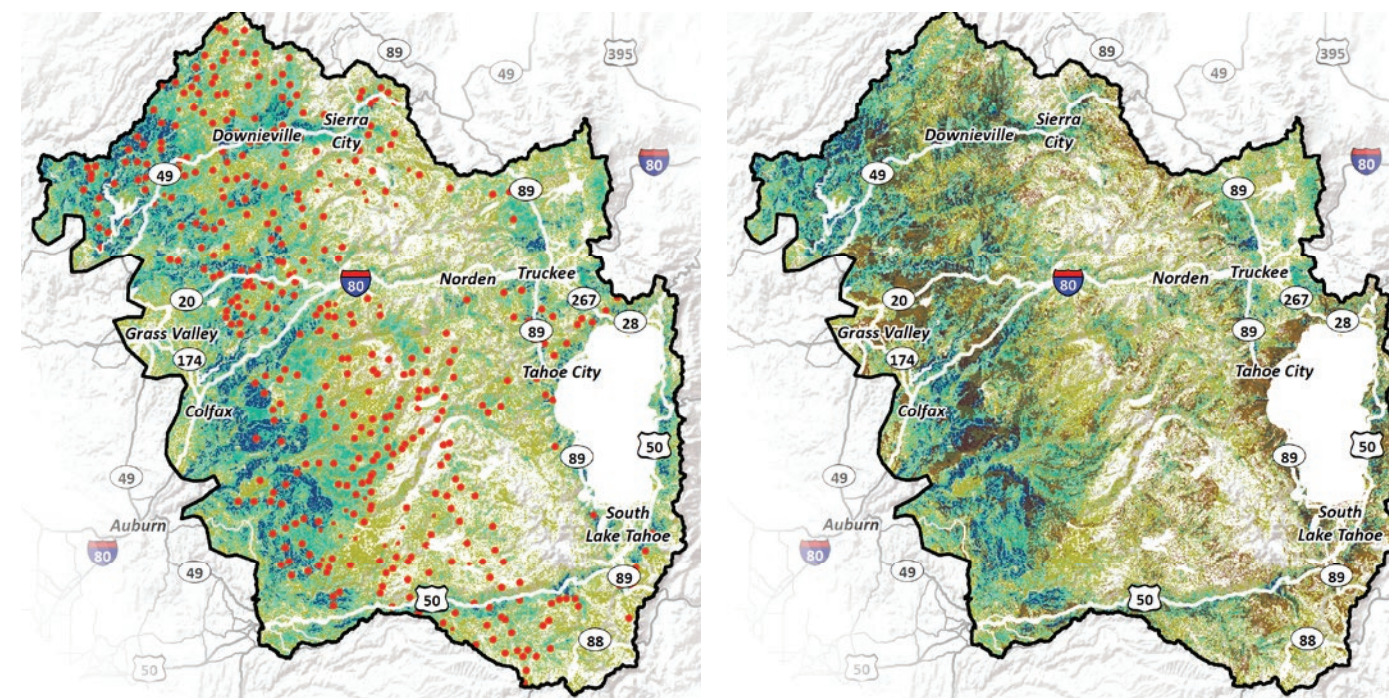 89
49
395
Sierra
City
Downieville
80
49
89
Norden
Truckee
80
20
267
28
Grass Valley
89
174
Tahoe City
Colfax
50
89
49
South
Lake Tahoe
Auburn
80
49
89
50
88
50
89
49
395
Sierra
City
Downieville
80
49
89
Norden
Truckee
80
20
267
28
Grass Valley
89
174
Tahoe City
Colfax
50
89
49
South
Lake Tahoe
Auburn
80
49
89
50
88
50